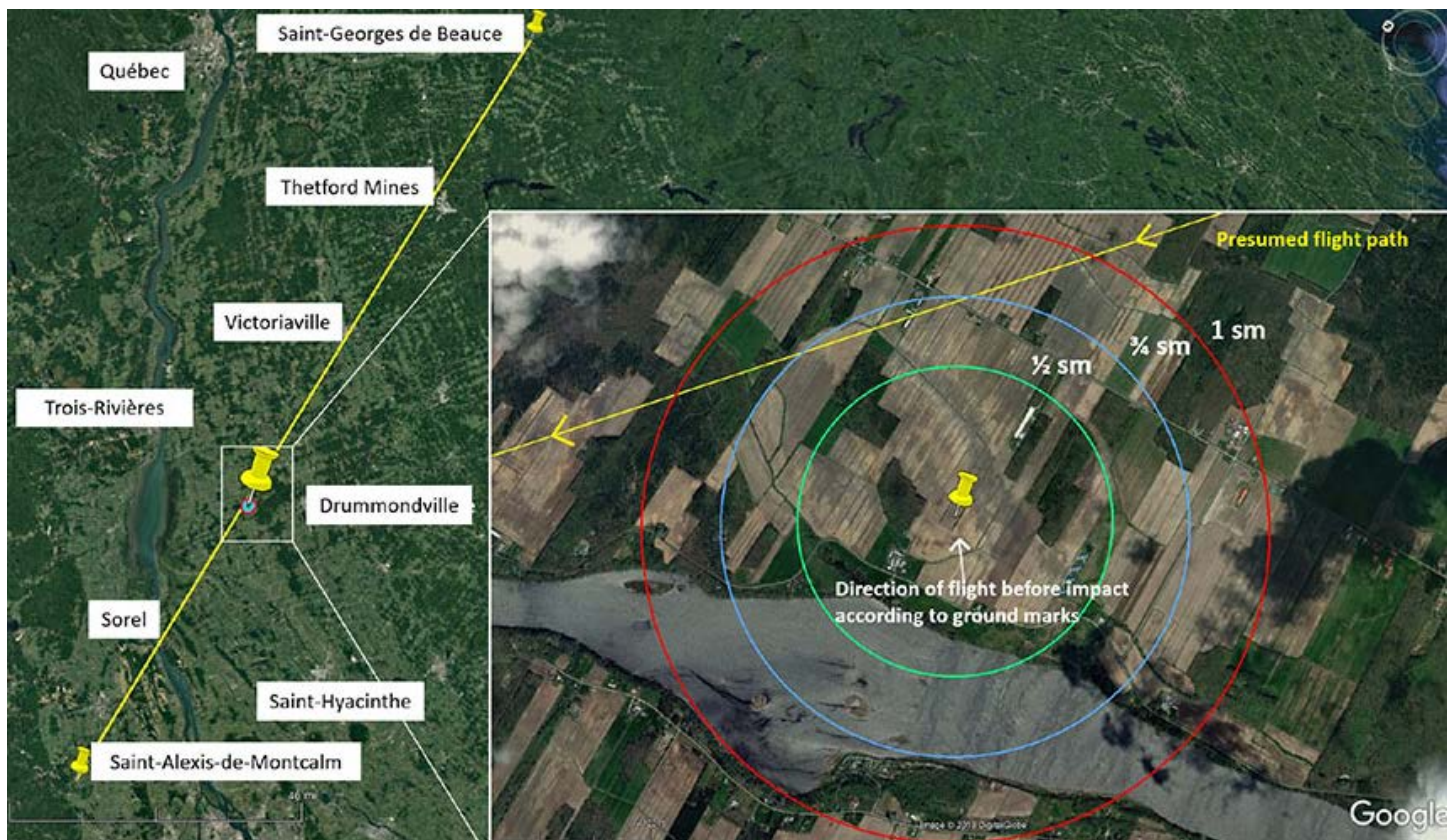 Saint-Georges de Beauce
Québec
Thetford Mines
Victoriaville
Trois-Rivières
Drummondville
Sorel
Saint-Hyacinthe
Saint-Alexis-de-Montcalm
Presumed flight path
1 sm
¾ sm
½ sm
Direction of flight before impact
according to ground marks
Google